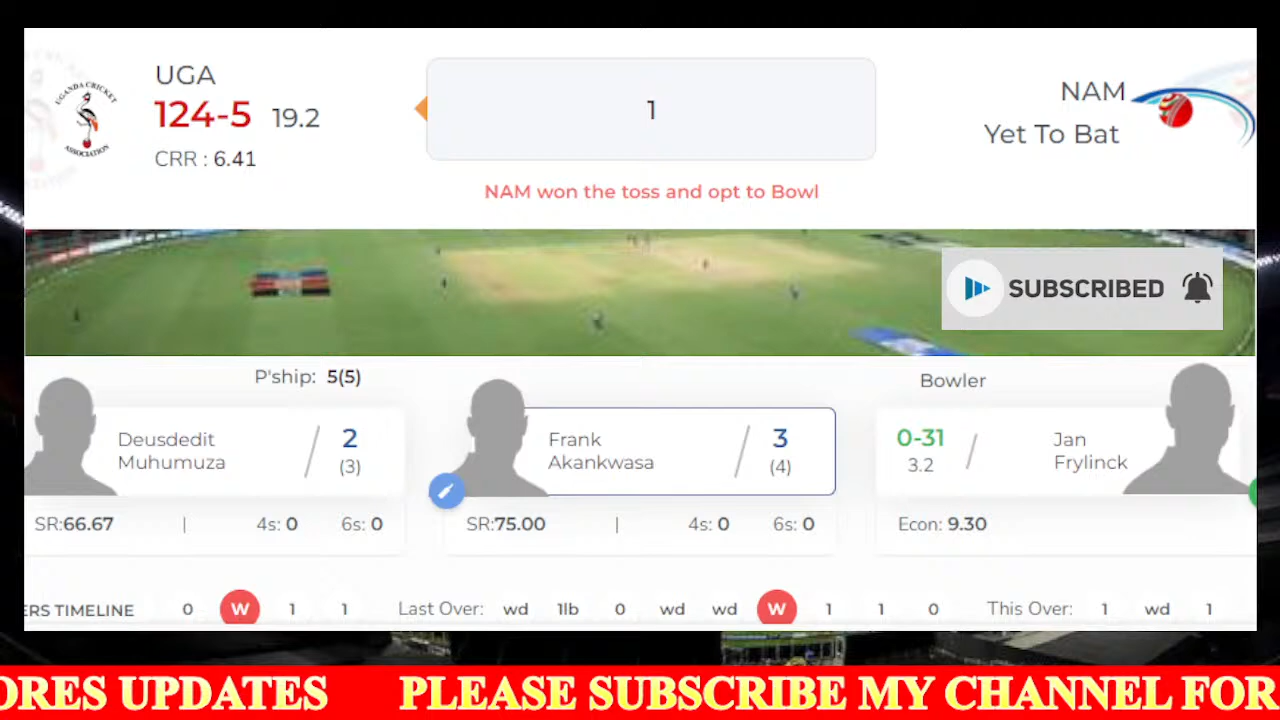 UGANDA CRICKET
ASSOCIATION
UGA
124-5 19.2
CRR : 6.41
1
NAM
Yet To Bat
NAM won the toss and opt to Bowl
SUBSCRIBED
P'ship: 5(5)
Bowler
Deusdedit
Muhumuza
2
(3)
Frank
Akankwasa
3
(4)
0-31
3.2
Jan
Frylinck
SR:66.67 | 4s: 0 6s: 0
SR:75.00 | 4s: 0 6s: 0
Econ: 9.30
ERS TIMELINE 0 W 1 1 Last Over: wd 1lb 0 wd wd W 1 1 0 This Over: 1 wd 1
ORES UPDATES PLEASE SUBSCRIBE MY CHANNEL FOR